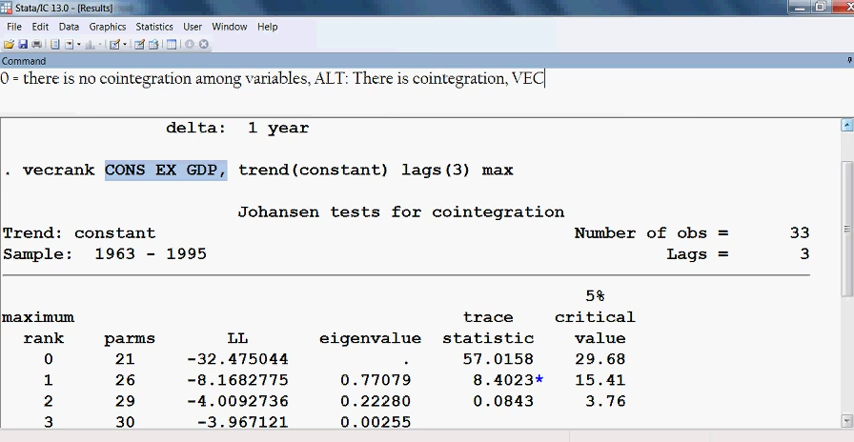 Stata/IC 13.0 - [Results]
File Edit Data Graphics Statistics User Window Help
Command
0 = there is no cointegration among variables, ALT: There is cointegration, VEC
delta: 1 year
. vecrank CONS EX GDP, trend(constant) lags(3) max
Johansen tests for cointegration
Trend: constant Number of obs = 33
Sample: 1963 - 1995 Lags = 3
5%
maximum trace critical
rank parms LL eigenvalue statistic value
0 21 -32.475044 . 57.0158 29.68
1 26 -8.1682775 0.77079 8.4023* 15.41
2 29 -4.0092736 0.22280 0.0843 3.76
3 30 -3.967121 0.00255